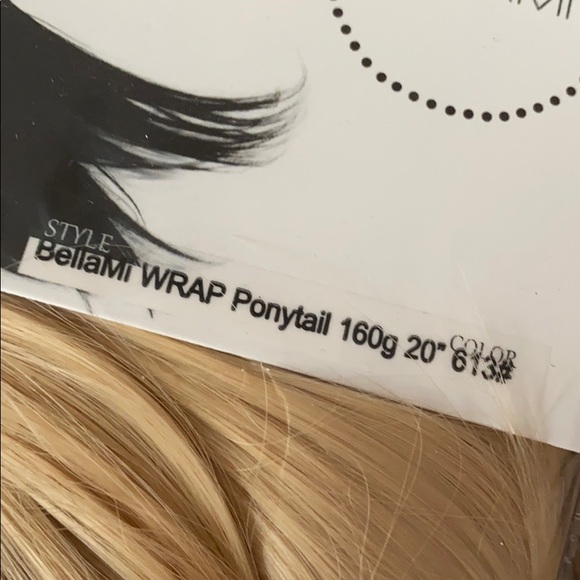 STYLE
BellaMI WRAP Ponytail 160g 20" 613#
COLOR